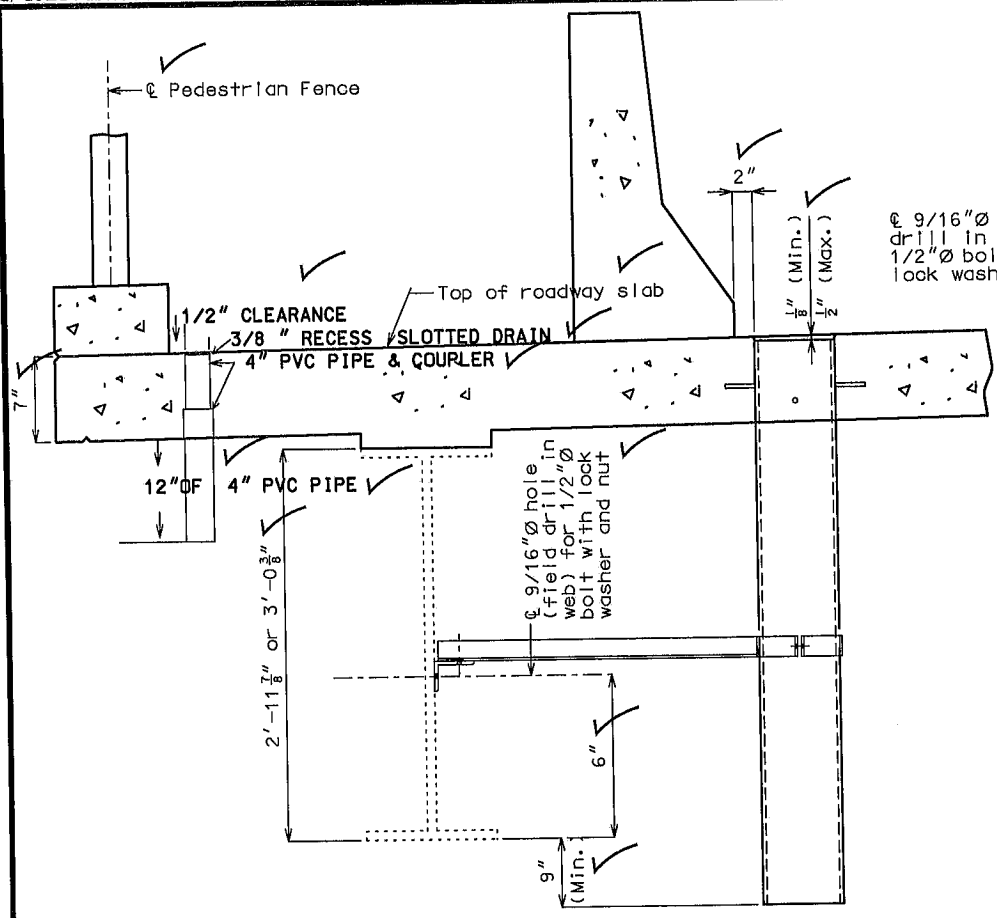 ℄ Pedestrian Fence
2"
1/8" (Min.)
1/2" (Max.)
℄ 9/16"Ø
drill in
1/2"Ø bol
lock wash
Top of roadway slab
1/2" CLEARANCE
3/8 " RECESS SLOTTED DRAIN
4" PVC PIPE & COUPLER
7"
12"OF 4" PVC PIPE
2'-11 7/8" or 3'-0 3/8"
℄ 9/16"Ø hole
(field drill in
web) for 1/2"Ø
bolt with lock
washer and nut
6"
9"
(Min.)